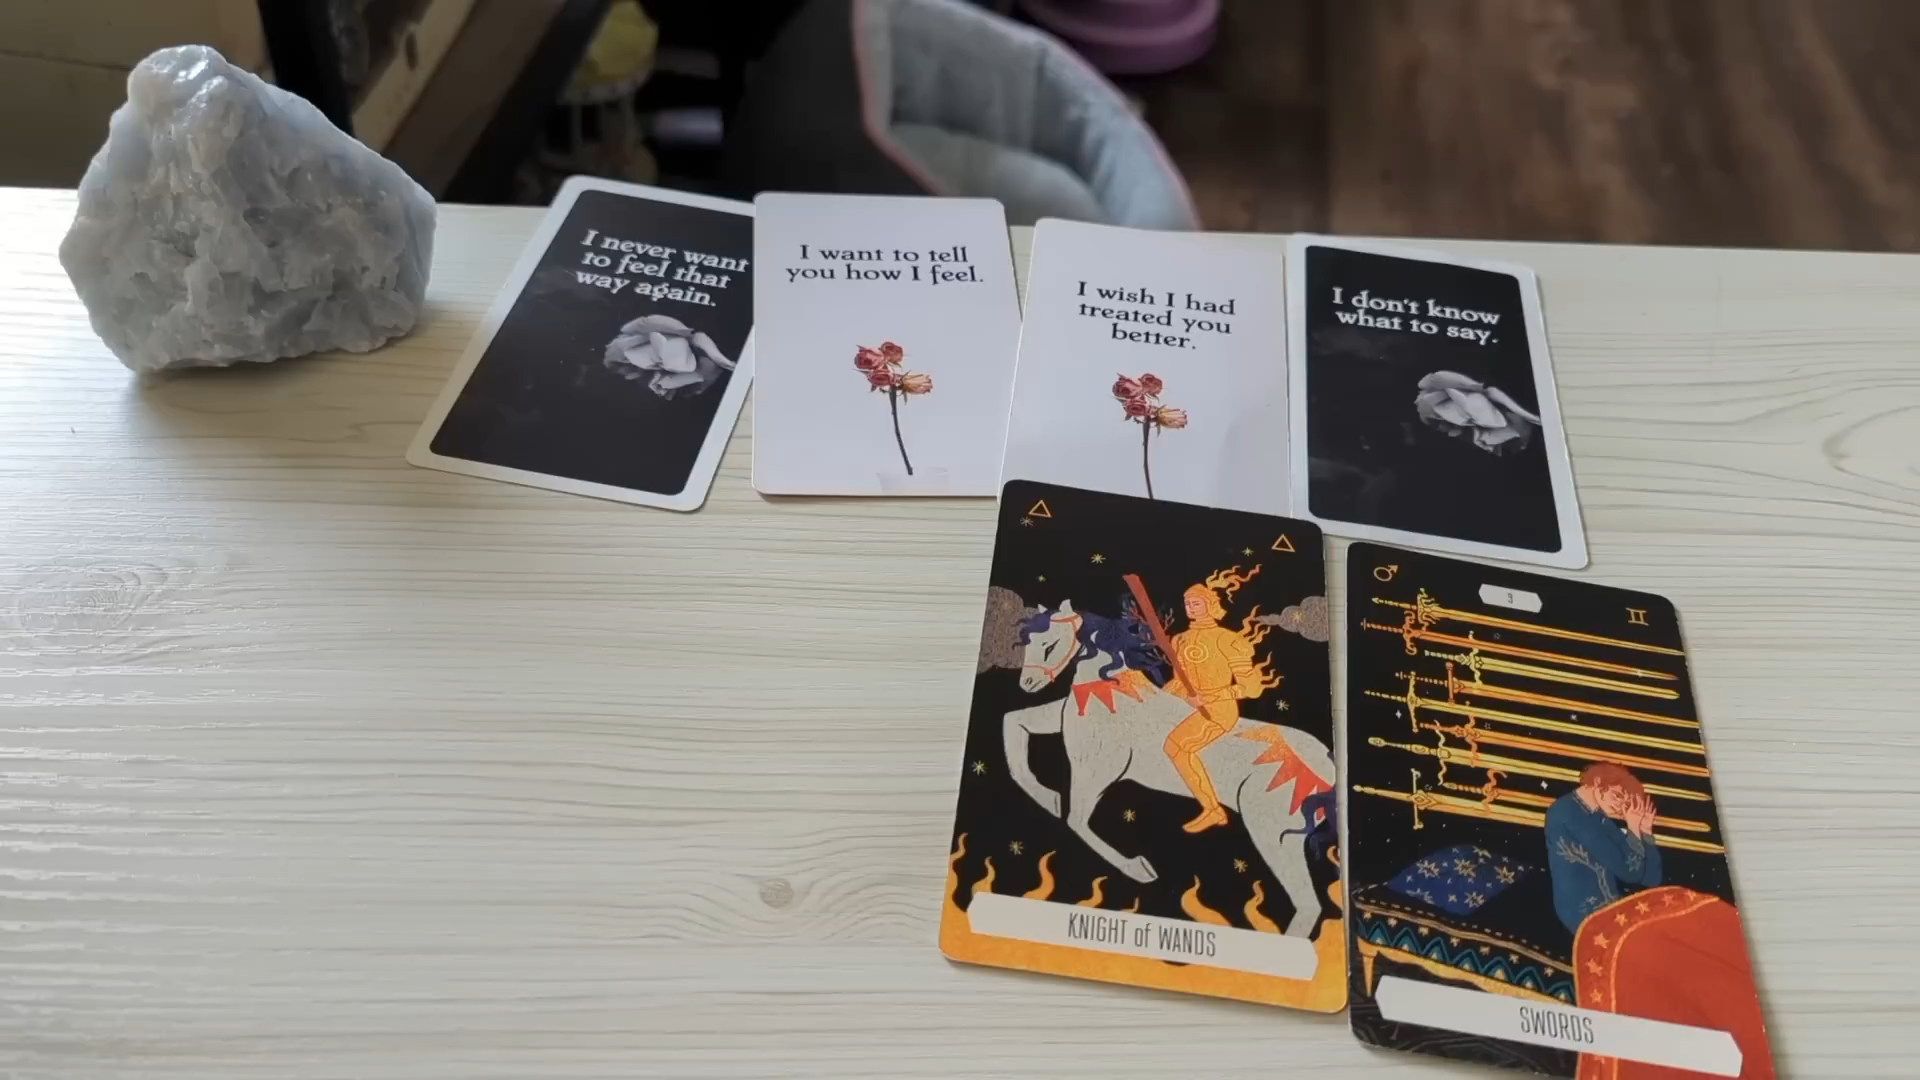 I never want
to feel that
way again.
I want to tell
you how I feel.
I wish I had
treated you
better.
I don't know
what to say.
KNIGHT of WANDS
SWORDS